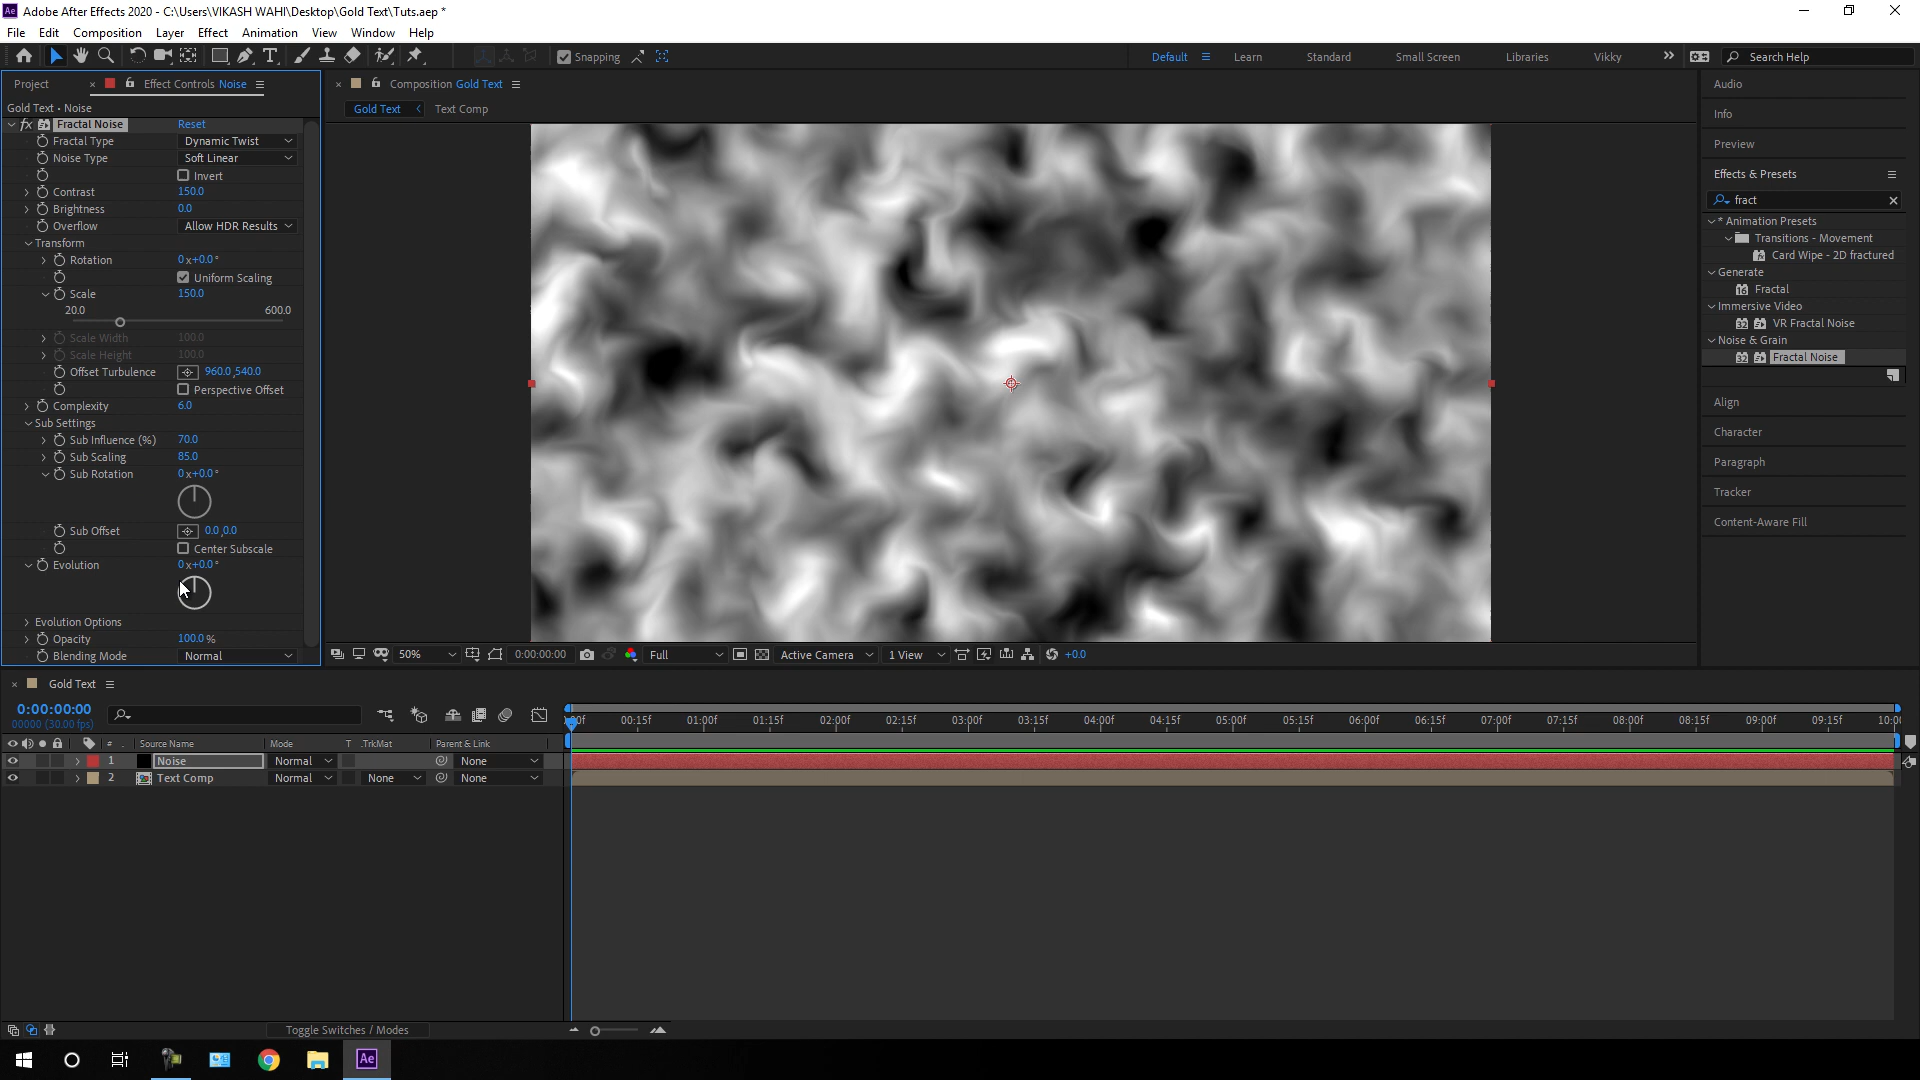 Adobe After Effects 2020 - C:\Users\VIKASH WAHI\Desktop\Gold Text\Tuts.aep *
File Edit Composition Layer Effect Animation View Window Help
Snapping Default Learn Standard Small Screen Libraries Vikky Search Help
Project Effect Controls Noise
Composition Gold Text
Gold Text • Noise
Gold Text Text Comp
fx Fractal Noise Reset
Fractal Type Dynamic Twist
Noise Type Soft Linear
Invert
Contrast 150.0
Brightness 0.0
Overflow Allow HDR Results
Transform
Rotation 0x+0.0°
Uniform Scaling
Scale 150.0
20.0 600.0
Scale Width 100.0
Scale Height 100.0
Offset Turbulence 960.0,540.0
Perspective Offset
Complexity 6.0
Sub Settings
Sub Influence (%) 70.0
Sub Scaling 85.0
Sub Rotation 0x+0.0°
Sub Offset 0.0,0.0
Center Subscale
Evolution 0x+0.0°
Evolution Options
Opacity 100.0 %
Blending Mode Normal
50% 0:00:00:00 Full Active Camera 1 View +0.0
Audio
Info
Preview
Effects & Presets
fract
* Animation Presets
Transitions - Movement
Card Wipe - 2D fractured
Generate
16 Fractal
Immersive Video
32 VR Fractal Noise
Noise & Grain
32 Fractal Noise
Align
Character
Paragraph
Tracker
Content-Aware Fill
Gold Text
0:00:00:00
00000 (30.00 fps)
00:15f 01:00f 01:15f 02:00f 02:15f 03:00f 03:15f 04:00f 04:15f 05:00f 05:15f 06:00f 06:15f 07:00f 07:15f 08:00f 08:15f 09:00f 09:15f
# Source Name Mode T .TrkMat Parent & Link
1 Noise Normal None
2 Text Comp Normal None None
Toggle Switches / Modes
Ae